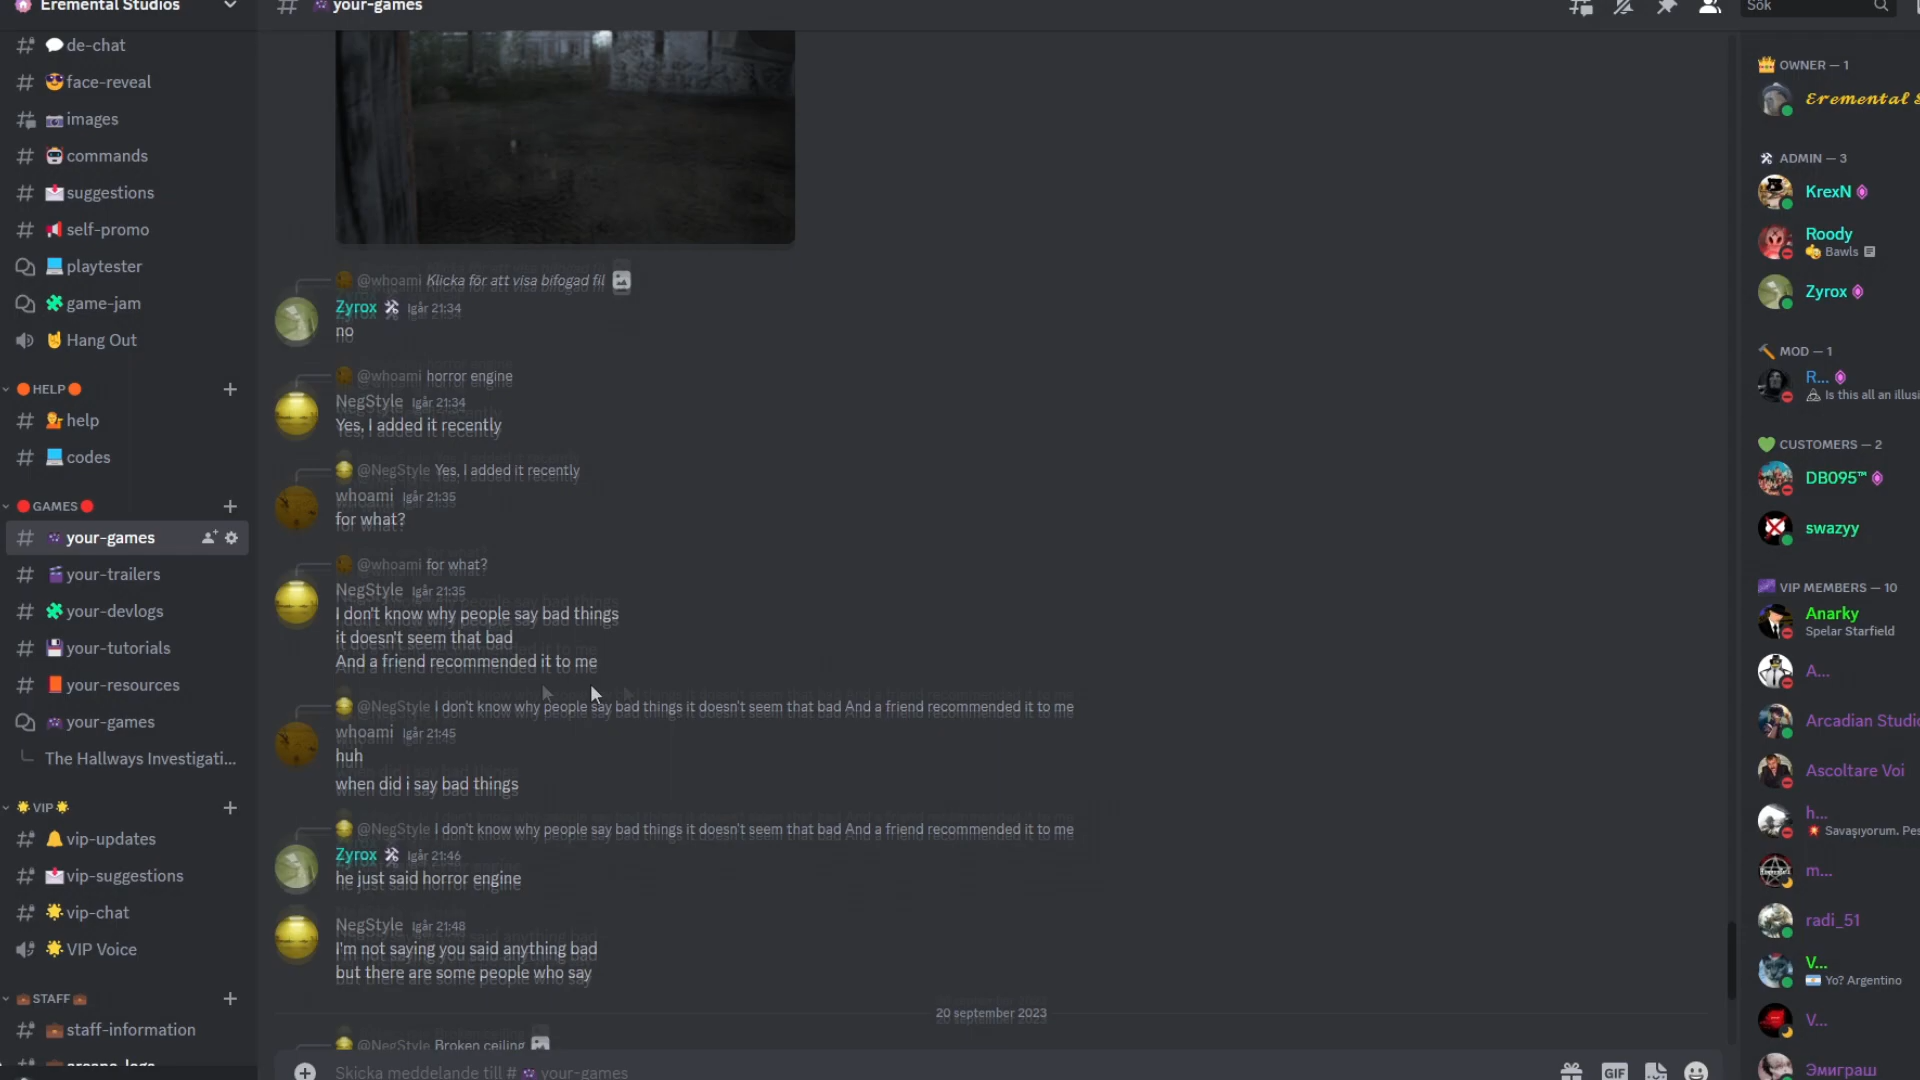 Eremental Studios
de-chat
face-reveal
images
commands
suggestions
self-promo
playtester
game-jam
Hang Out
HELP
help
codes
GAMES
your-games
your-trailers
your-devlogs
your-tutorials
your-resources
your-games
The Hallways Investigati...
VIP
vip-updates
vip-suggestions
vip-chat
VIP Voice
STAFF
staff-information
your-games
@whoami Klicka för att visa bifogad fil
Zyrox Igår 21:34
no
@whoami horror engine
NegStyle Igår 21:34
Yes, I added it recently
@NegStyle Yes, I added it recently
whoami Igår 21:35
for what?
@whoami for what?
NegStyle Igår 21:35
I don't know why people say bad things
it doesn't seem that bad
And a friend recommended it to me
@NegStyle I don't know why people say bad things it doesn't seem that bad And a friend recommended it to me
whoami Igår 21:45
huh
when did i say bad things
@NegStyle I don't know why people say bad things it doesn't seem that bad And a friend recommended it to me
Zyrox Igår 21:46
he just said horror engine
NegStyle Igår 21:48
I'm not saying you said anything bad
but there are some people who say
20 september 2023
@NegStyle Broken ceiling
Skicka meddelande till # your-games
GIF
Sök
OWNER — 1
Eremental
ADMIN — 3
KrexN
Roody
Bawls
Zyrox
MOD — 1
R...
Is this all an illusi
CUSTOMERS — 2
DB095™
swazyy
VIP MEMBERS — 10
Anarky
Spelar Starfield
A...
Arcadian Studio
Ascoltare Voi
h...
Savaşıyorum. Pes
m...
radi_51
V...
Yo? Argentino
V...
Эмиграш